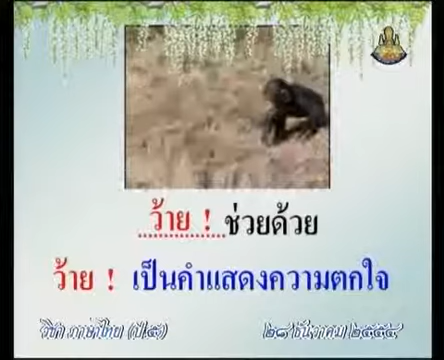 ว้าย ! ช่วยด้วย
ว้าย ! เป็นคำแสดงความตกใจ
วิชา ภาษาไทย (ป.๕) ๒๘ ธันวาคม ๒๕๕๔